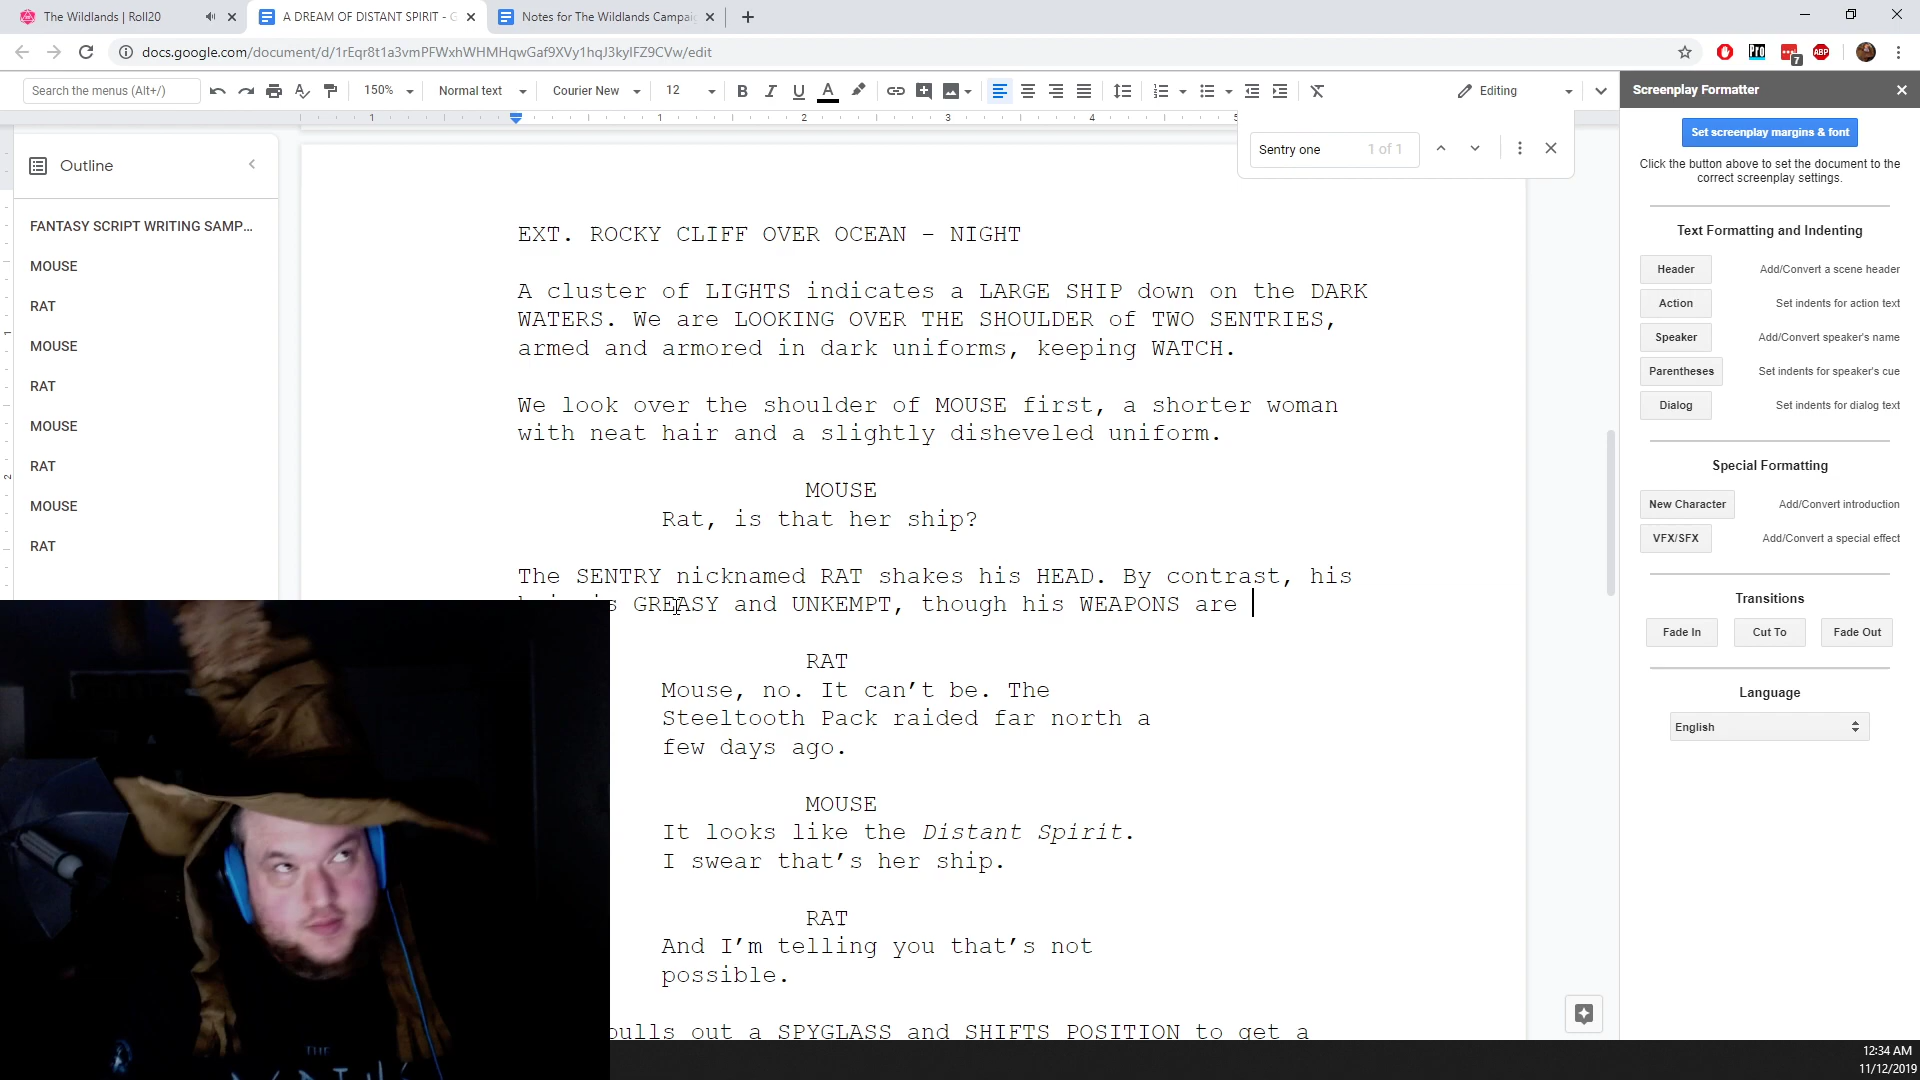 The Wildlands | Roll20
A DREAM OF DISTANT SPIRIT - G
Notes for The Wildlands Campai
docs.google.com/document/d/1rEqr8t1a3vmPFWxhWHMHqwGaf9XVy1hqJ3kyIFZ9CVw/edit
7
ABP
Search the menus (Alt+/)
150%
Normal text
Courier New
12
B I U A
Editing
Screenplay Formatter
1 1 2 3 4 5
Sentry one
1 of 1
Set screenplay margins & font
Click the button above to set the document to the
correct screenplay settings.
Outline
FANTASY SCRIPT WRITING SAMP...
MOUSE
RAT
MOUSE
RAT
MOUSE
RAT
MOUSE
RAT
1
2
EXT. ROCKY CLIFF OVER OCEAN – NIGHT
A cluster of LIGHTS indicates a LARGE SHIP down on the DARK
WATERS. We are LOOKING OVER THE SHOULDER of TWO SENTRIES,
armed and armored in dark uniforms, keeping WATCH.
We look over the shoulder of MOUSE first, a shorter woman
with neat hair and a slightly disheveled uniform.
MOUSE
Rat, is that her ship?
The SENTRY nicknamed RAT shakes his HEAD. By contrast, his
GREASY and UNKEMPT, though his WEAPONS are
RAT
Mouse, no. It can’t be. The
Steeltooth Pack raided far north a
few days ago.
MOUSE
It looks like the Distant Spirit.
I swear that’s her ship.
RAT
And I’m telling you that’s not
possible.
pulls out a SPYGLASS and SHIFTS POSITION to get a
Text Formatting and Indenting
Header
Add/Convert a scene header
Action
Set indents for action text
Speaker
Add/Convert speaker's name
Parentheses
Set indents for speaker's cue
Dialog
Set indents for dialog text
Special Formatting
New Character
Add/Convert introduction
VFX/SFX
Add/Convert a special effect
Transitions
Fade In
Cut To
Fade Out
Language
English
THE
12:34 AM
11/12/2019